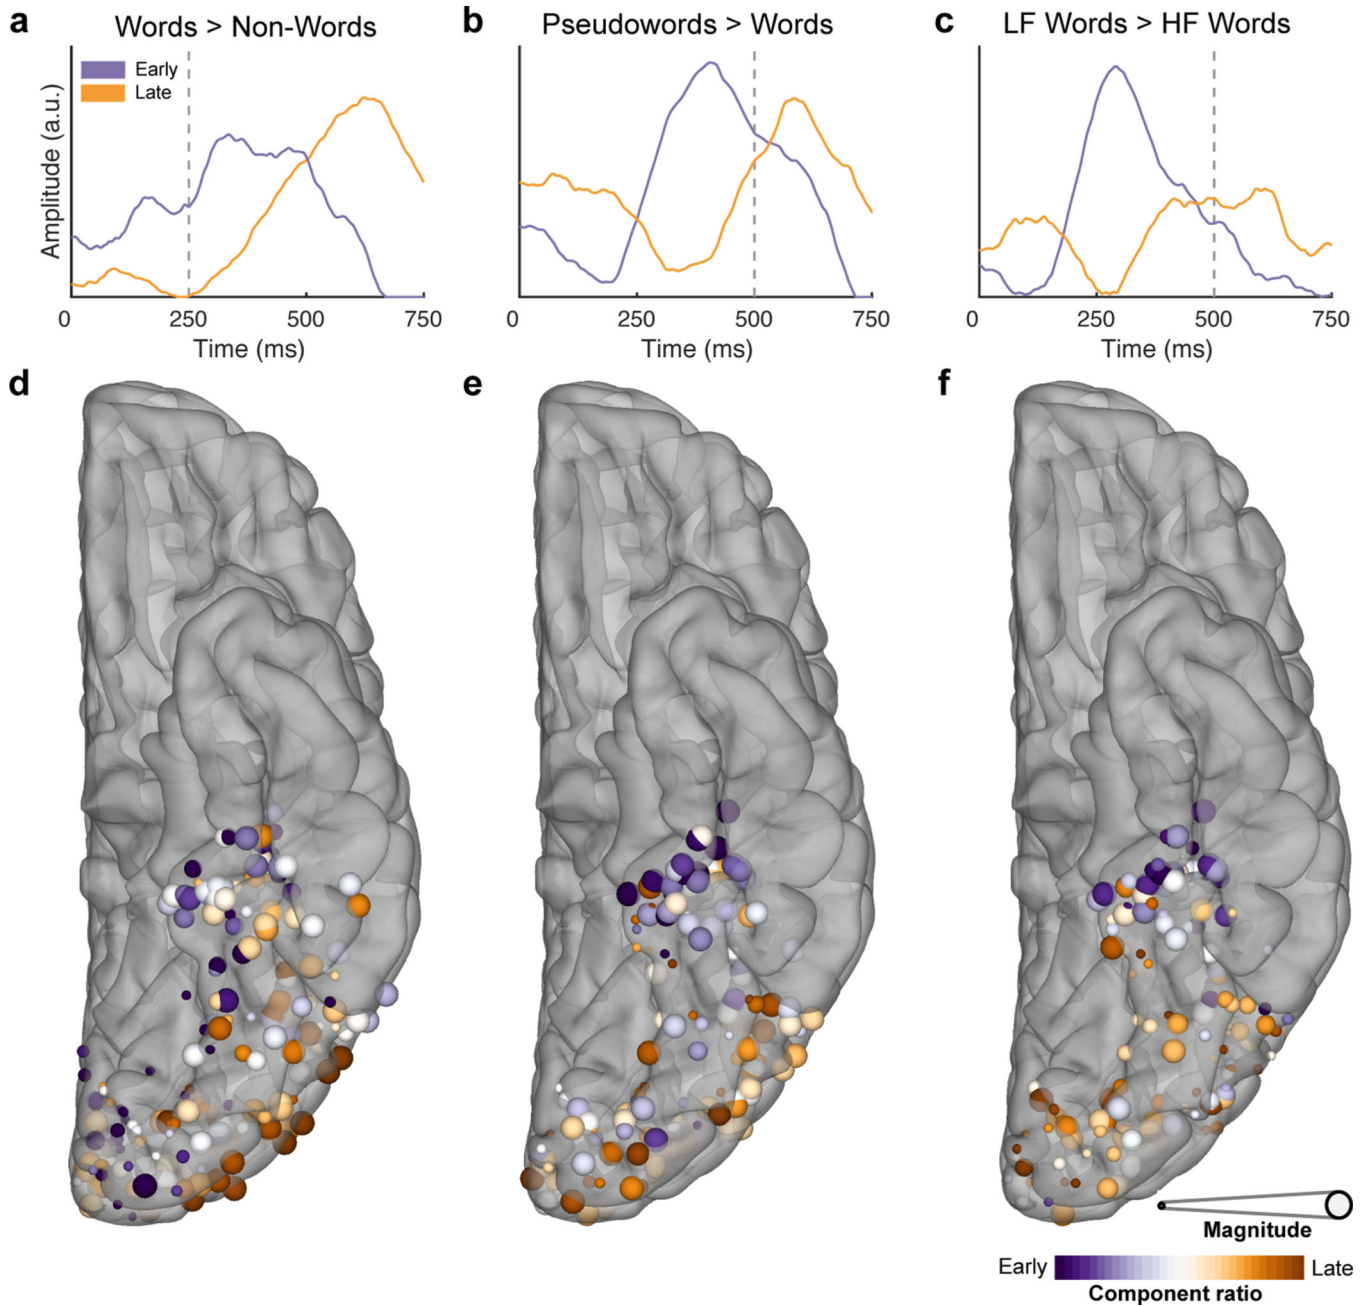 a Words > Non-Words
b Pseudowords > Words
c LF Words > HF Words
Early
Late
Amplitude (a.u.)
0 250 500 750
Time (ms)
0 250 500 750
Time (ms)
0 250 500 750
Time (ms)
d
e
f
Magnitude
Early Late
Component ratio